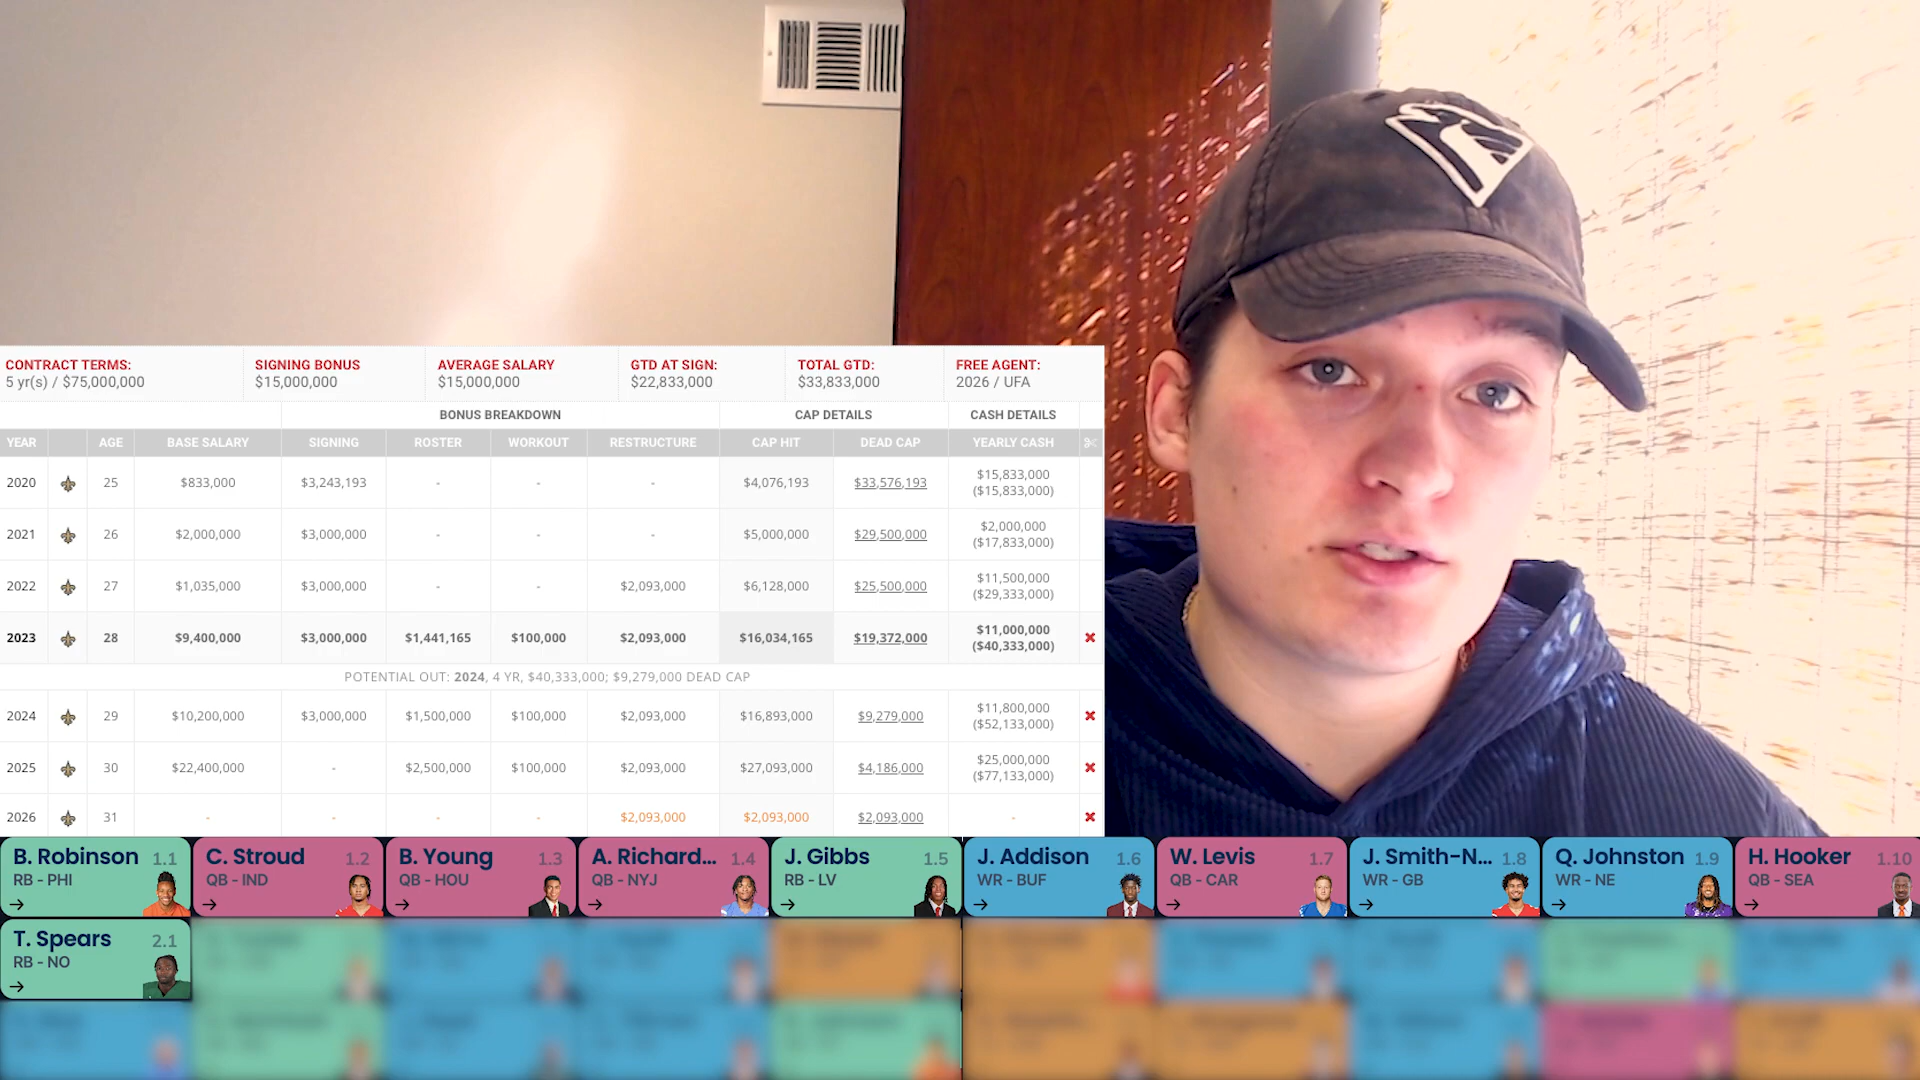 CONTRACT TERMS: SIGNING BONUS AVERAGE SALARY GTD AT SIGN: TOTAL GTD: FREE AGENT:
5 yr(s) / $75,000,000 $15,000,000 $15,000,000 $22,833,000 $33,833,000 2026 / UFA
BONUS BREAKDOWN CAP DETAILS CASH DETAILS
YEAR AGE BASE SALARY SIGNING ROSTER WORKOUT RESTRUCTURE CAP HIT DEAD CAP YEARLY CASH
2020 25 $833,000 $3,243,193 - - - $4,076,193 $33,576,193 $15,833,000
($15,833,000)
2021 26 $2,000,000 $3,000,000 - - - $5,000,000 $29,500,000 $2,000,000
($17,833,000)
2022 27 $1,035,000 $3,000,000 - - $2,093,000 $6,128,000 $25,500,000 $11,500,000
($29,333,000)
2023 28 $9,400,000 $3,000,000 $1,441,165 $100,000 $2,093,000 $16,034,165 $19,372,000 $11,000,000
($40,333,000)
POTENTIAL OUT: 2024, 4 YR, $40,333,000; $9,279,000 DEAD CAP
2024 29 $10,200,000 $3,000,000 $1,500,000 $100,000 $2,093,000 $16,893,000 $9,279,000 $11,800,000
($52,133,000)
2025 30 $22,400,000 - $2,500,000 $100,000 $2,093,000 $27,093,000 $4,186,000 $25,000,000
($77,133,000)
2026 31 - - - - $2,093,000 $2,093,000 $2,093,000 -
B. Robinson 1.1
RB - PHI
C. Stroud 1.2
QB - IND
B. Young 1.3
QB - HOU
A. Richard... 1.4
QB - NYJ
J. Gibbs 1.5
RB - LV
J. Addison 1.6
WR - BUF
W. Levis 1.7
QB - CAR
J. Smith-N... 1.8
WR - GB
Q. Johnston 1.9
WR - NE
H. Hooker 1.10
QB - SEA
T. Spears 2.1
RB - NO